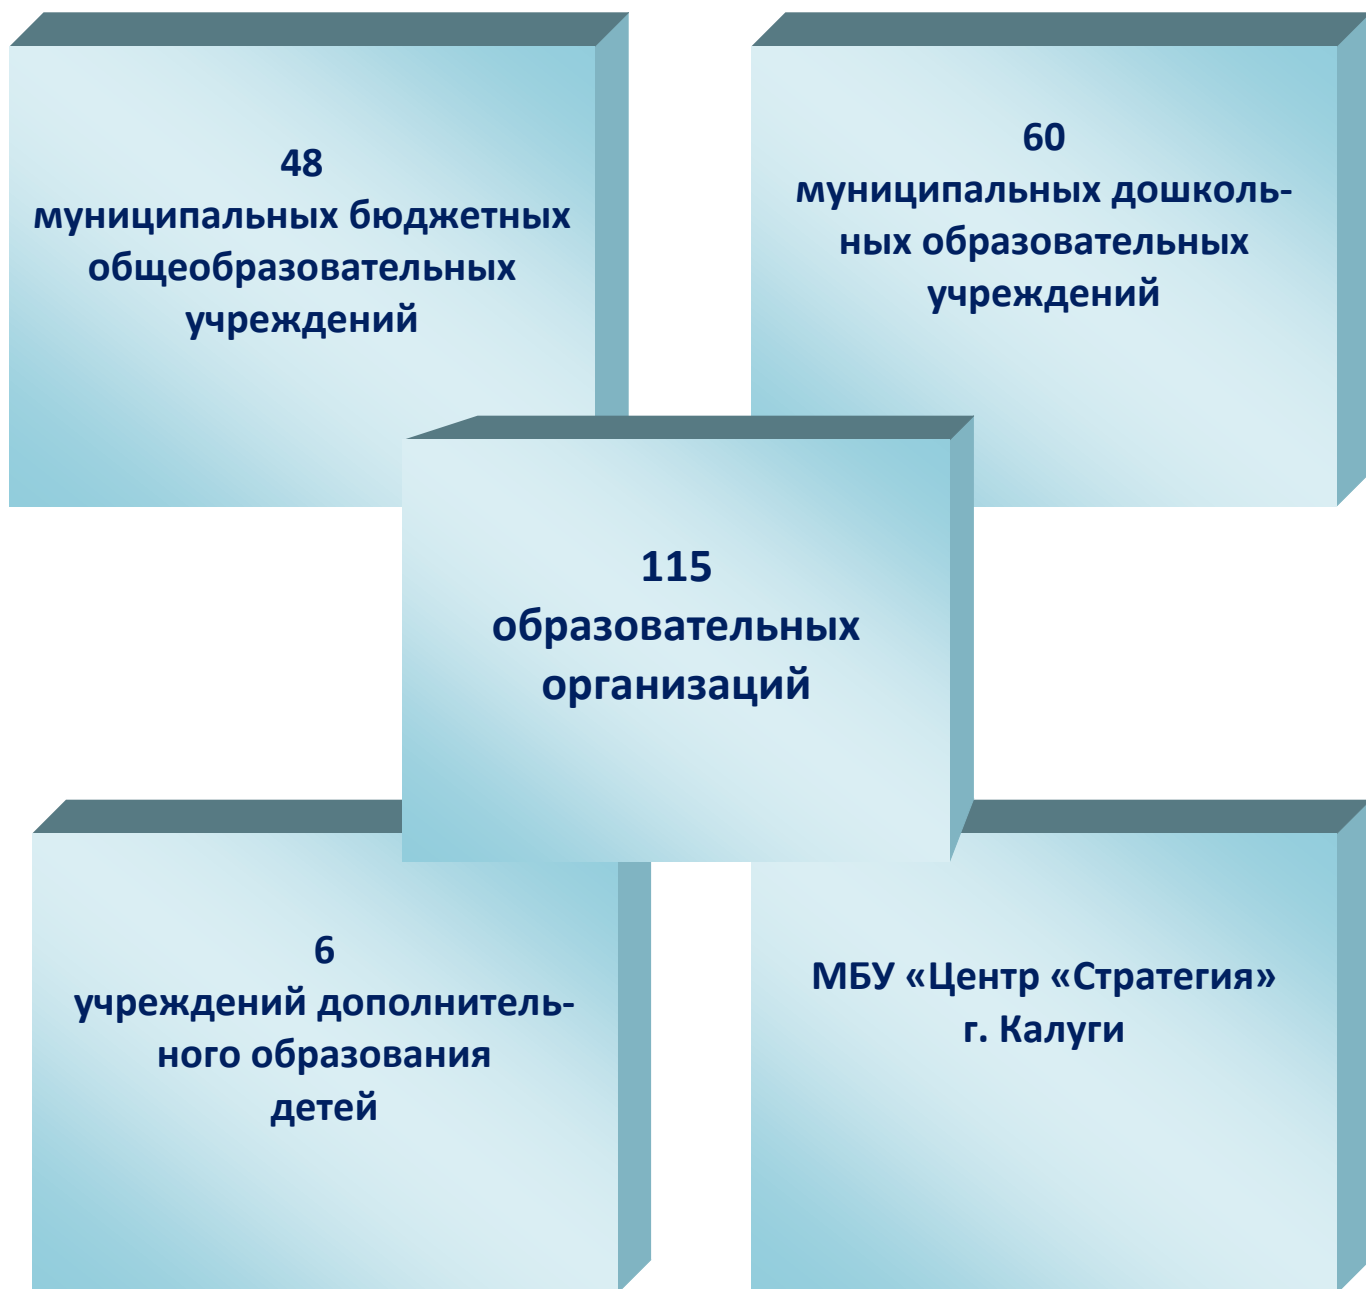 48
муниципальных бюджетных
общеобразовательных
учреждений
60
муниципальных дошколь-
ных образовательных
учреждений
115
образовательных
организаций
6
учреждений дополнитель-
ного образования
детей
МБУ «Центр «Стратегия»
г. Калуги